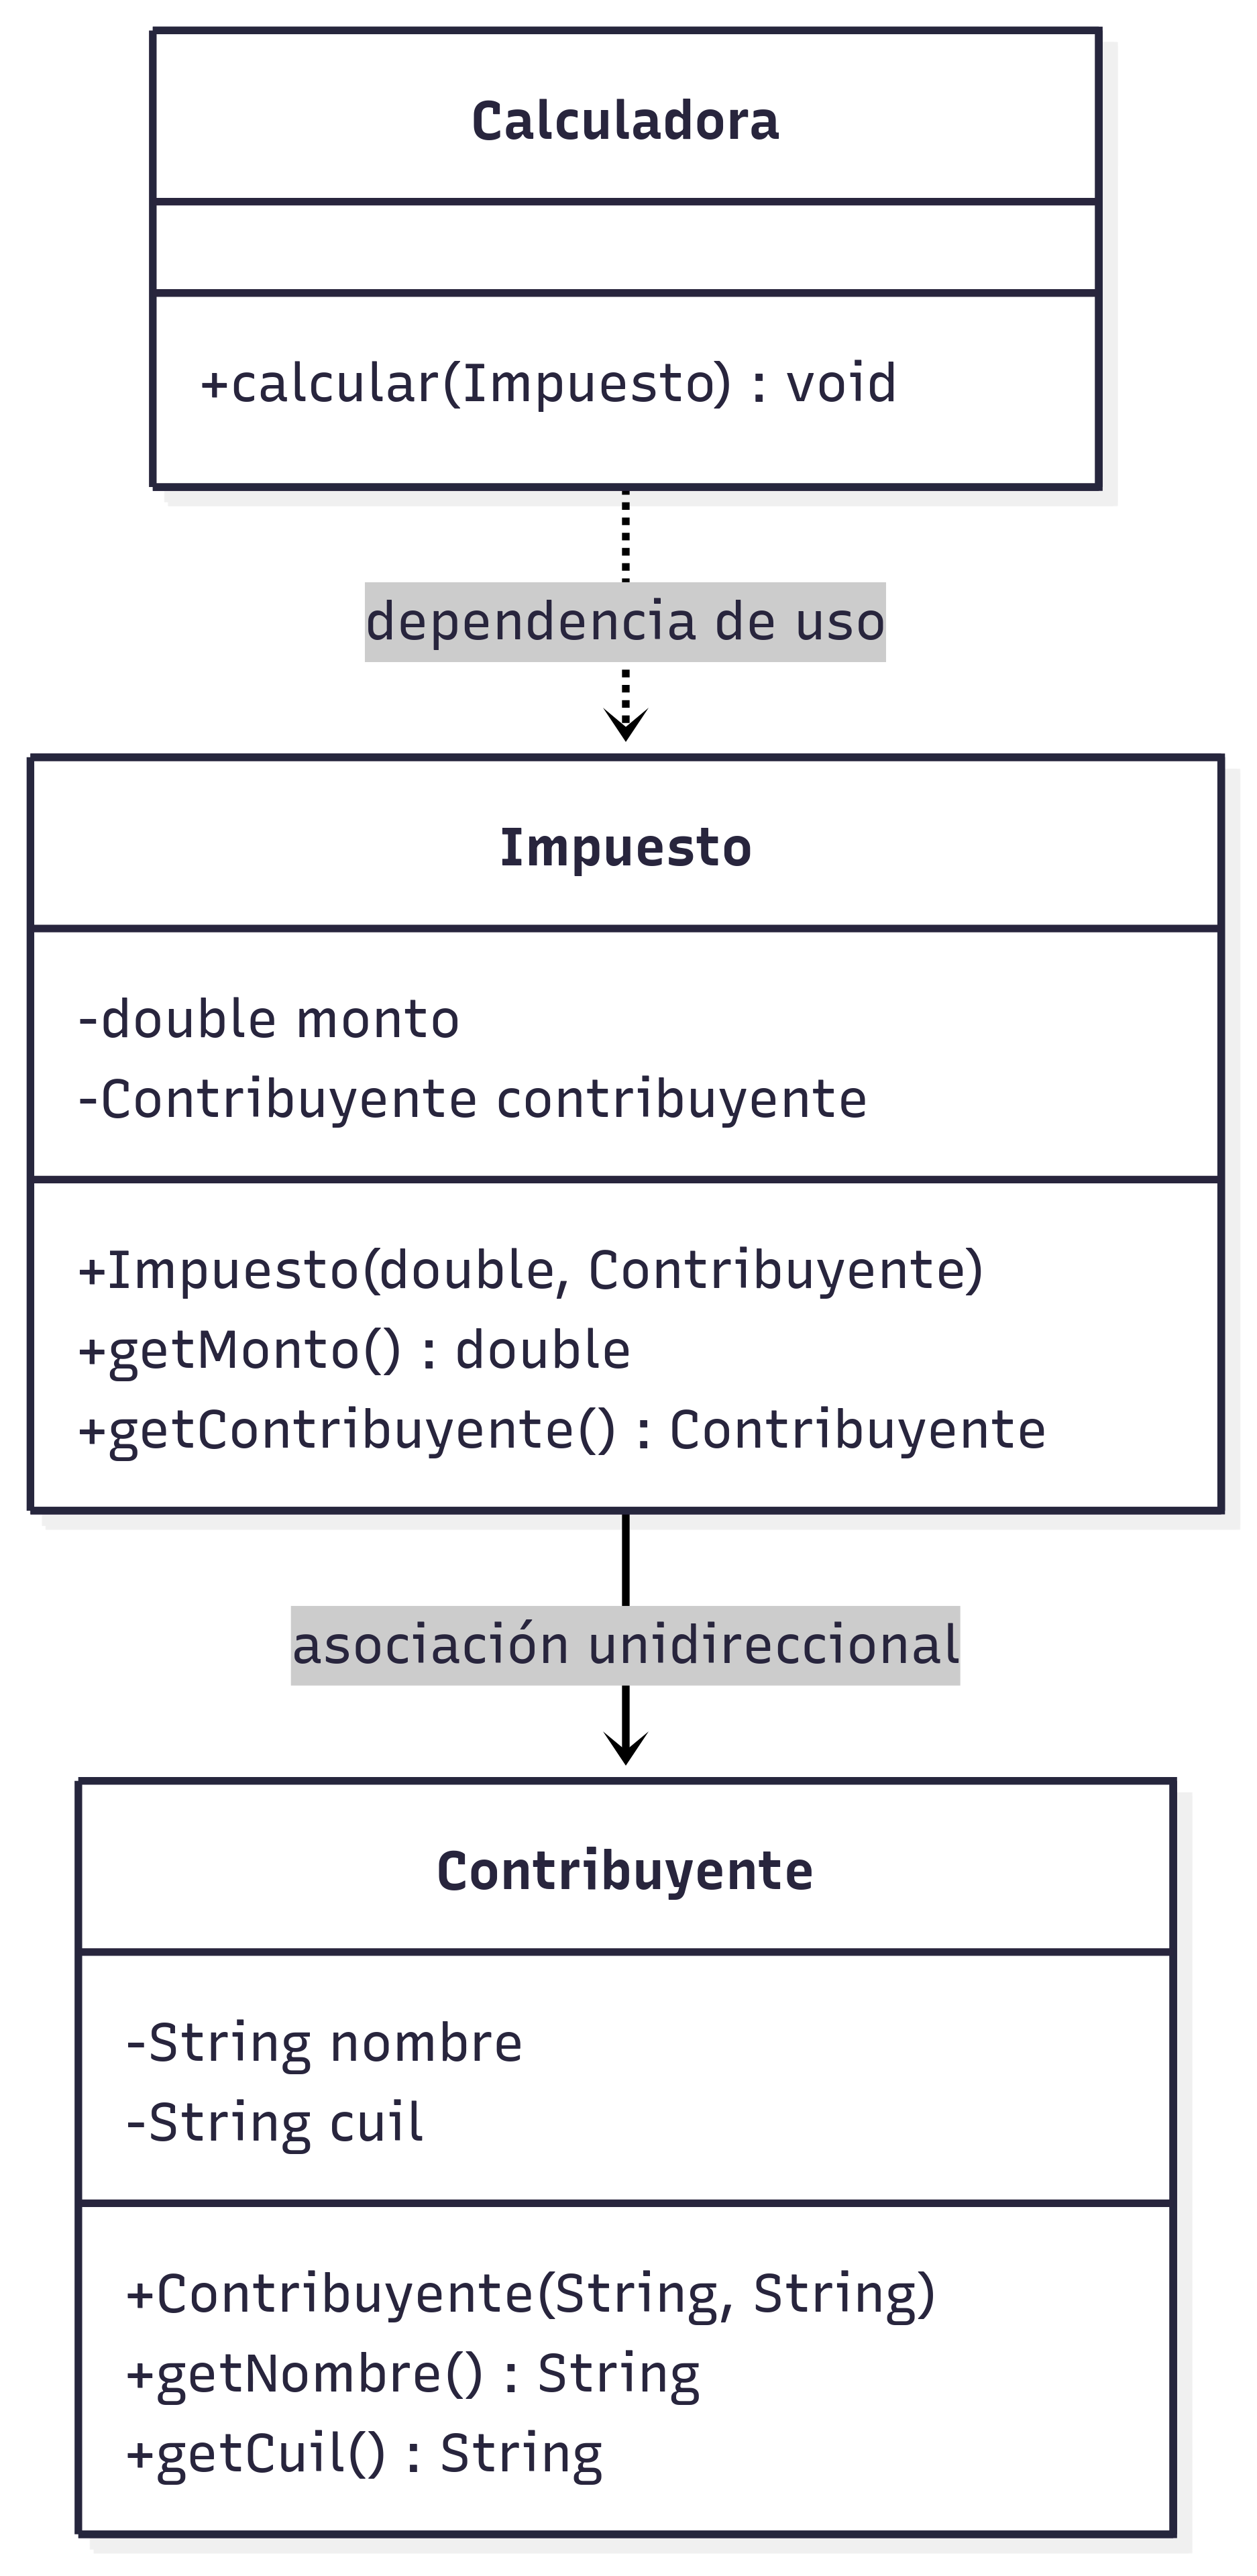 Calculadora
+calcular(Impuesto) : void
dependencia de uso
Impuesto
-double monto
-Contribuyente contribuyente
+Impuesto(double, Contribuyente)
+getMonto() : double
+getContribuyente() : Contribuyente
asociación unidireccional
Contribuyente
-String nombre
-String cuil
+Contribuyente(String, String)
+getNombre() : String
+getCuil() : String